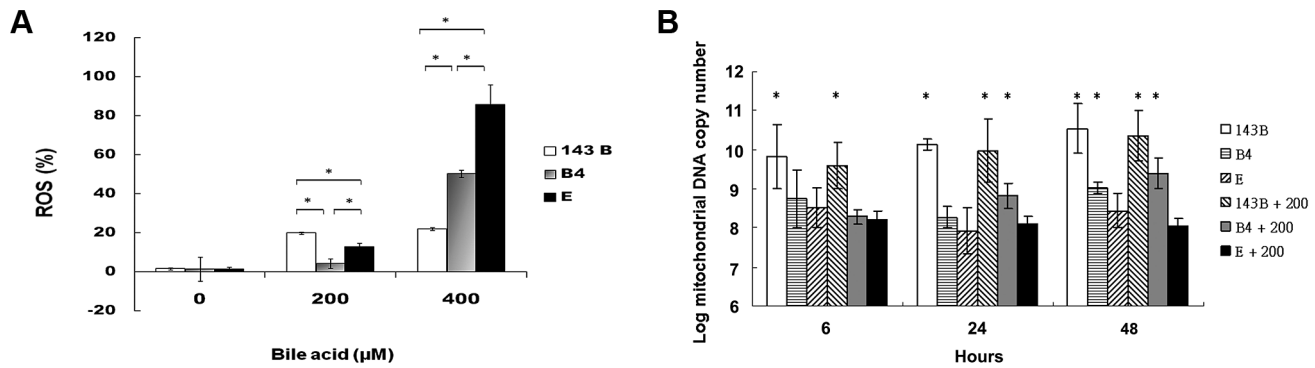 A
120
100
80
60
40
20
0
-20
ROS (%)
* * *
* * *
0 200 400
Bile acid (µM)
143 B
B4
E
B
Log mitochondrial DNA copy number
12
11
10
9
8
7
6
* * * * * * * * *
6 24 48
Hours
143B
B4
E
143B + 200
B4 + 200
E + 200